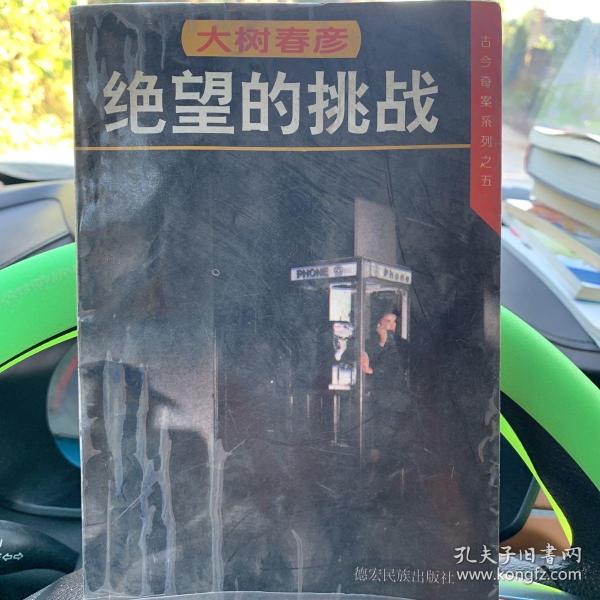 大树春彦
绝望的挑战
古今奇案系列之五
PHONE
Phone
德宏民族出版社
孔夫子旧书网
www.kongfz.com